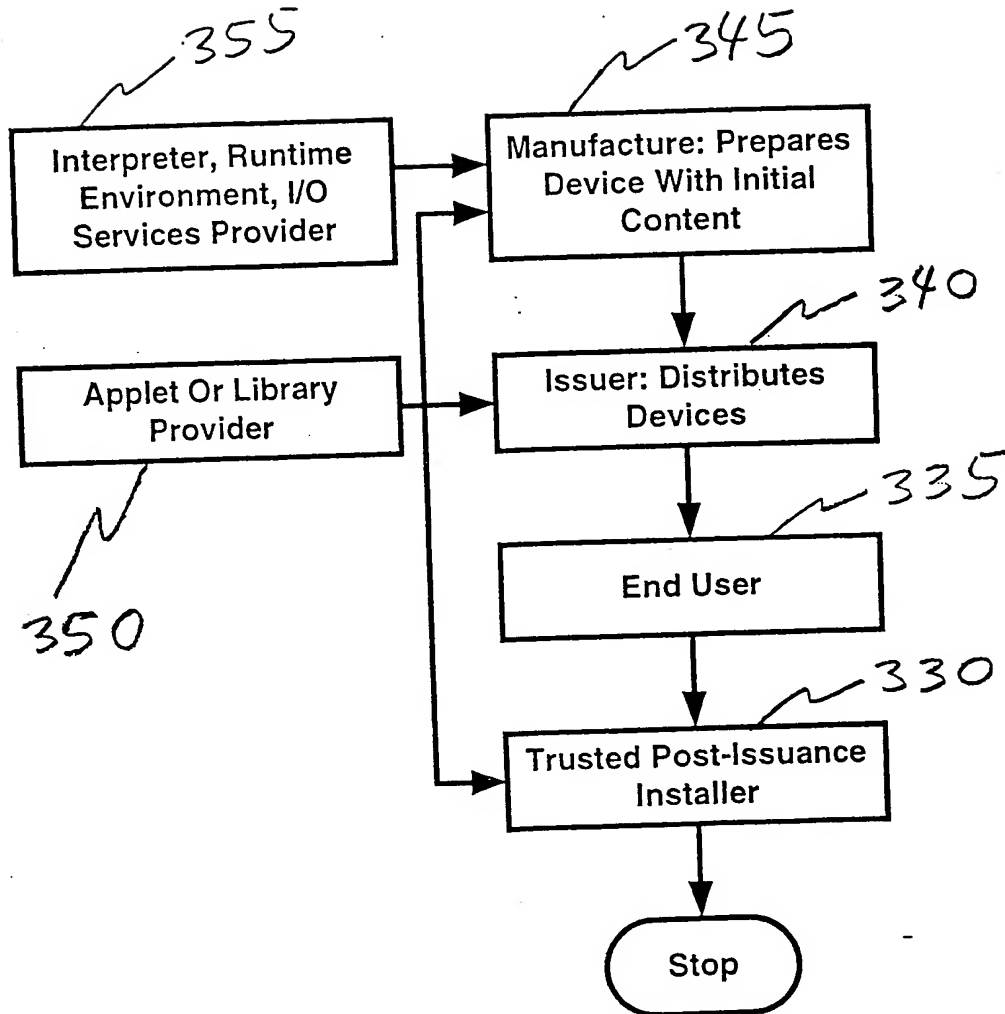 355
345
Interpreter, Runtime
Environment, I/O
Services Provider
Manufacture: Prepares
Device With Initial
Content
340
Applet Or Library
Provider
Issuer: Distributes
Devices
335
350
End User
330
Trusted Post-Issuance
Installer
Stop